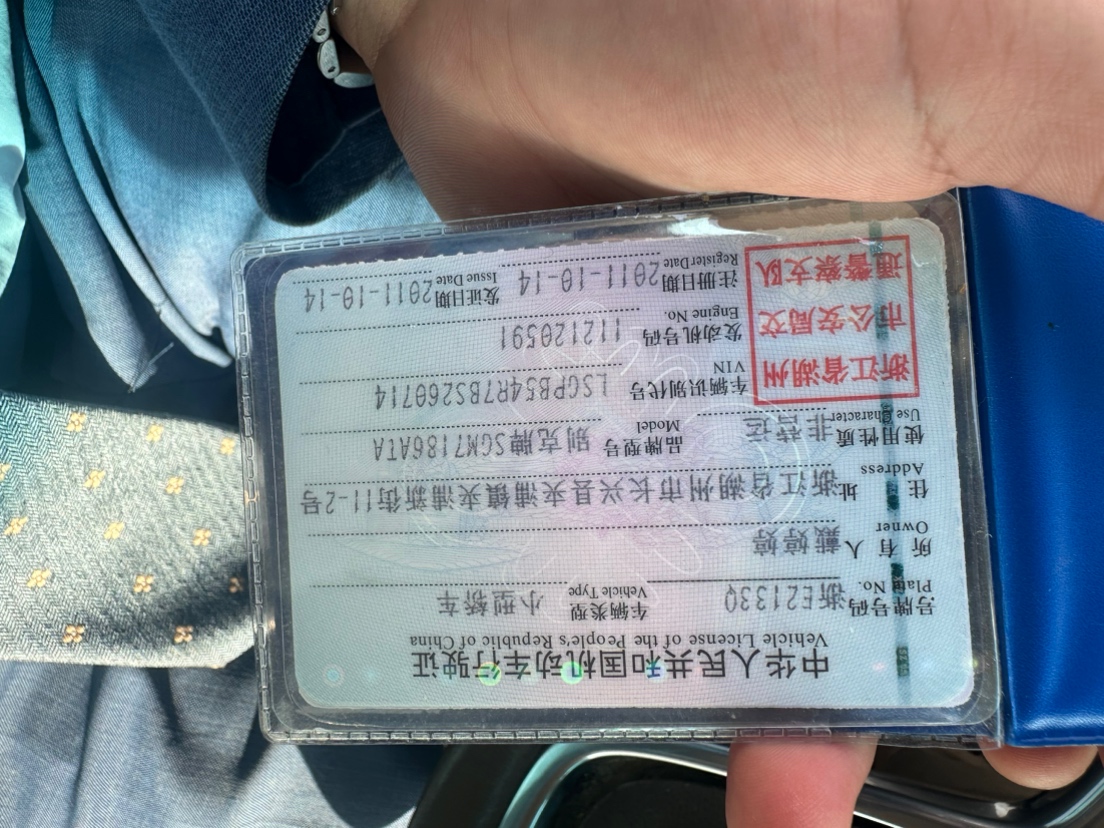 中华人民共和国机动车行驶证
Vehicle License of the People's Republic of China
号牌号码 浙E2133Q 车辆类型 小型轿车
Plate No. Vehicle Type
所有人 戴婷婷
Owner
住址 浙江省湖州市长兴县夹浦镇夹浦新街11-2号
Address
使用性质 非营运 品牌型号 别克牌SGM7186ATA
Use Character Model
浙江省湖州
市公安局交
通警察支队
车辆识别代号 LSGPB54R7BS260714
VIN
发动机号码 112120591
Engine No.
注册日期 2011-10-14 发证日期 2011-10-14
Register Date Issue Date